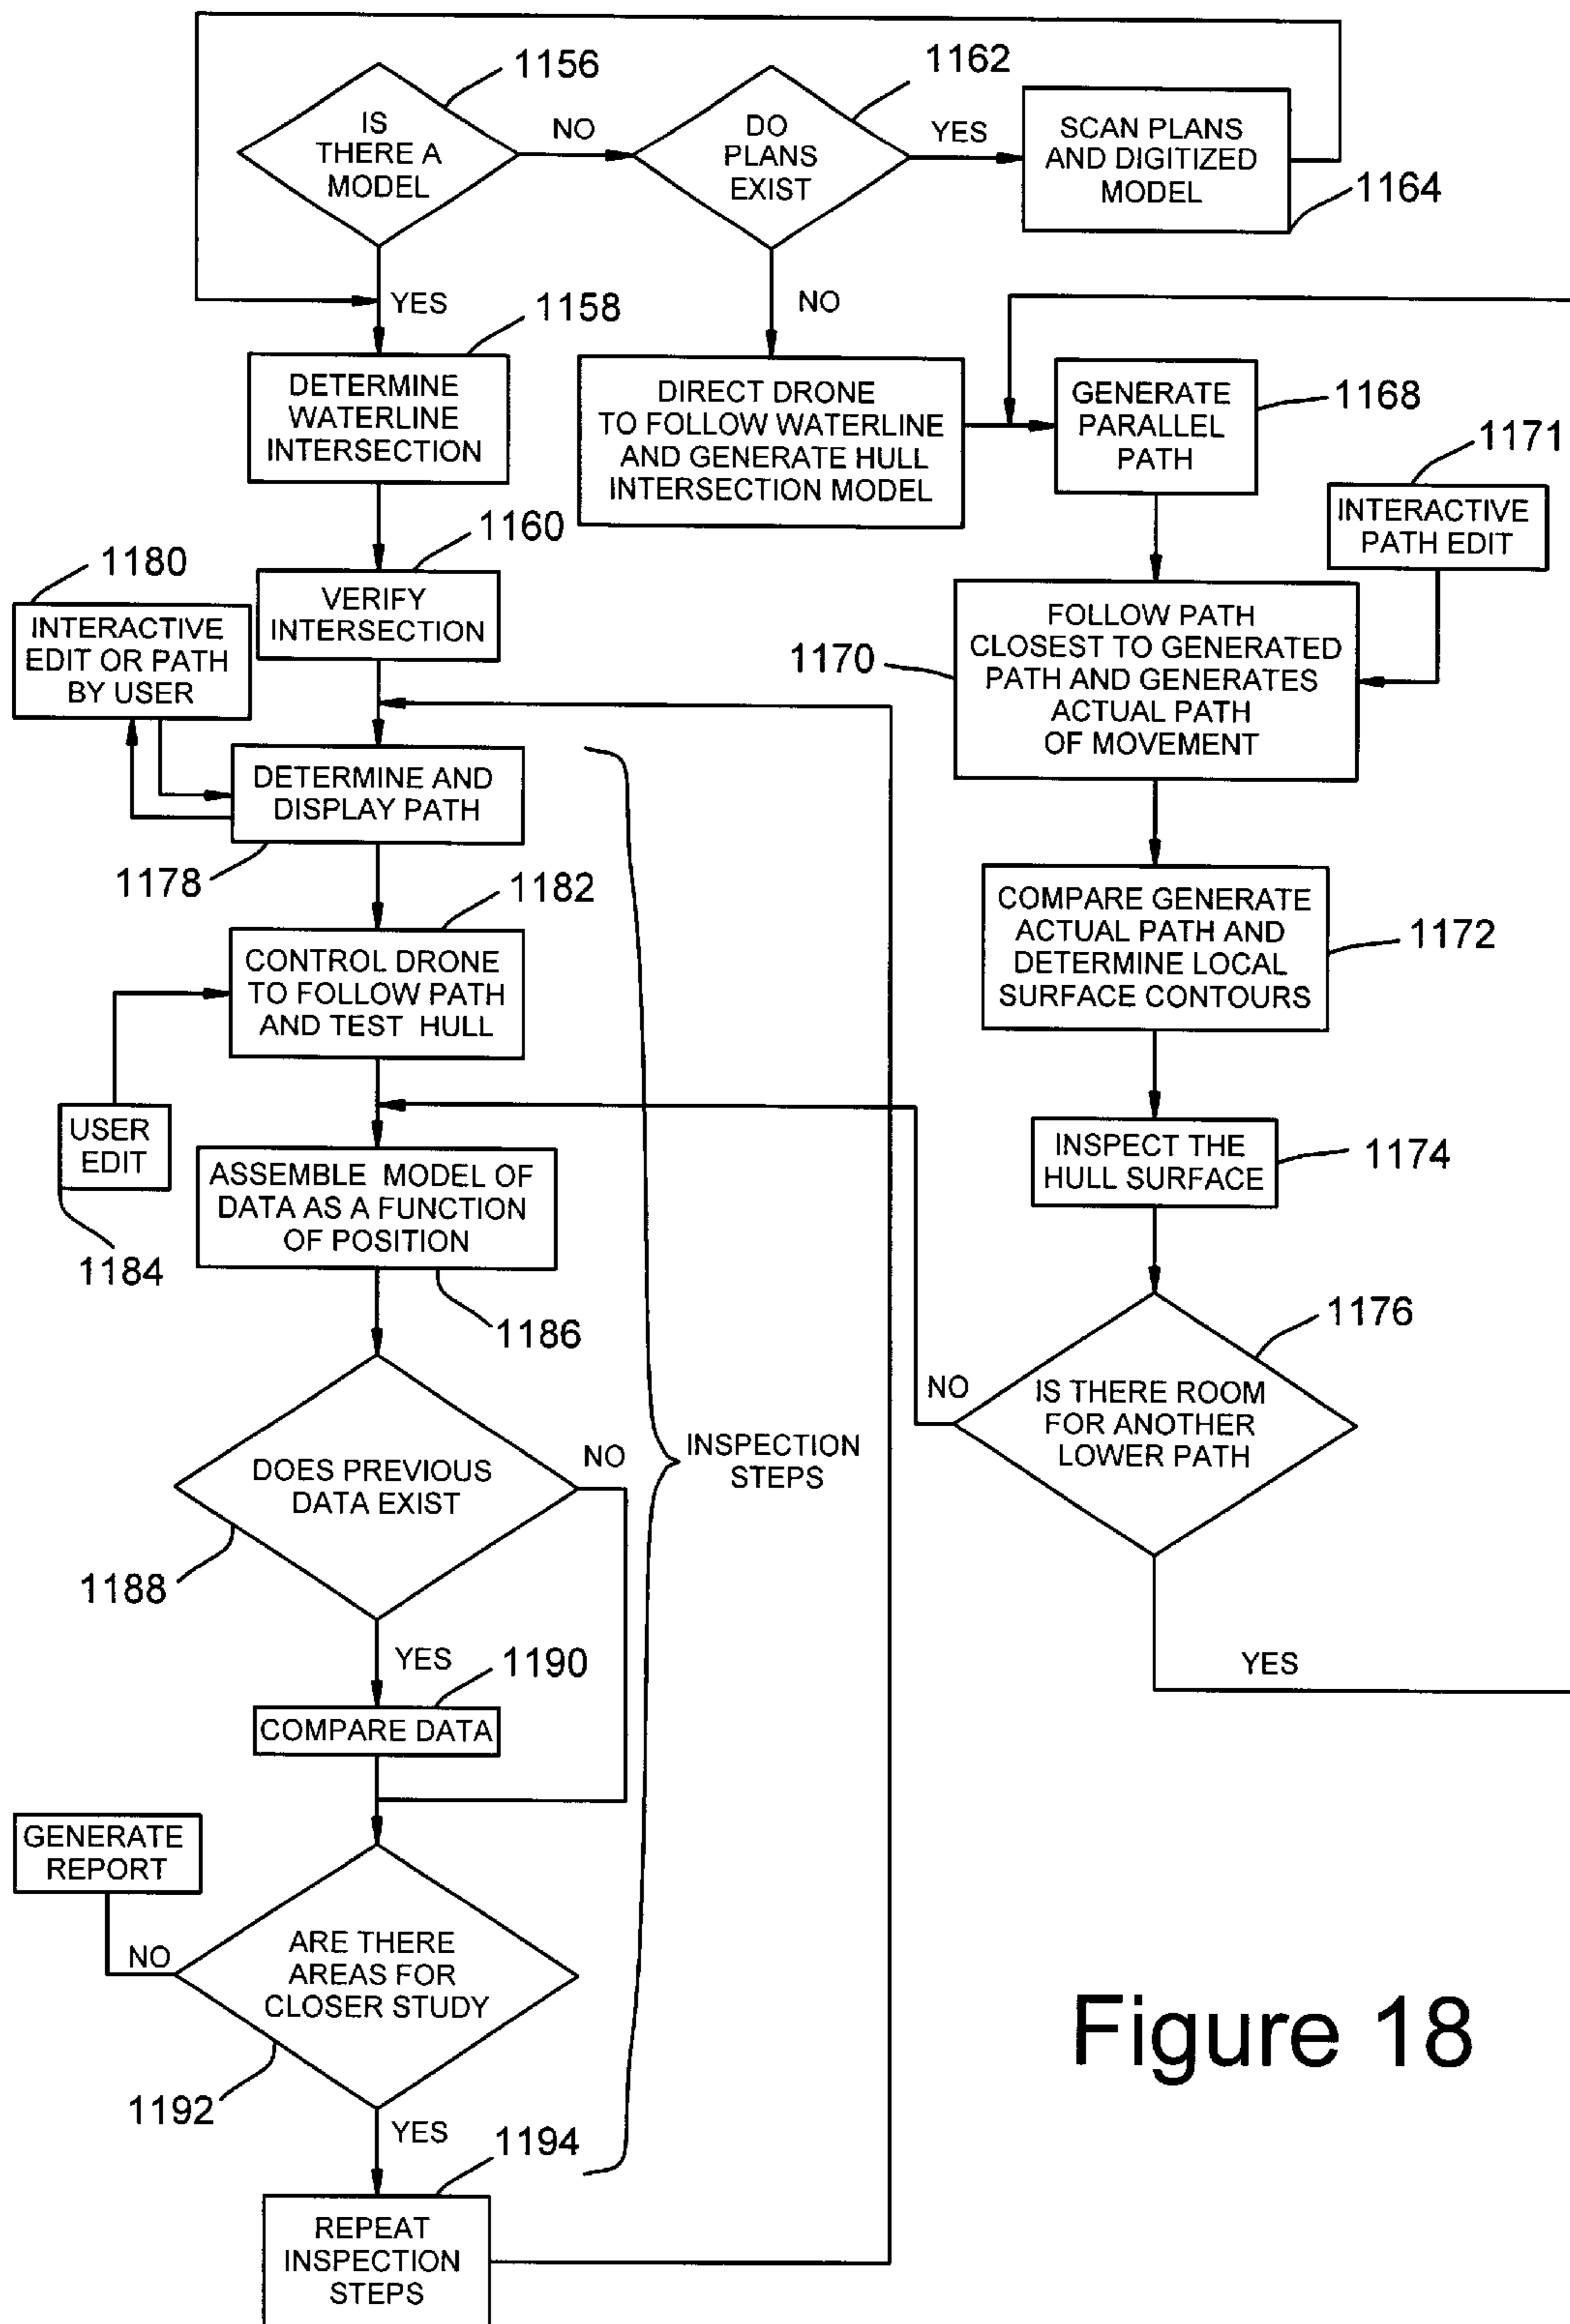 1156
IS
THERE A
MODEL
NO
1162
DO
PLANS
EXIST
YES
SCAN PLANS
AND DIGITIZED
MODEL
1164
YES
NO
1158
DETERMINE
WATERLINE
INTERSECTION
DIRECT DRONE
TO FOLLOW WATERLINE
AND GENERATE HULL
INTERSECTION MODEL
GENERATE
PARALLEL
PATH
1168
1171
INTERACTIVE
PATH EDIT
1160
VERIFY
INTERSECTION
1180
INTERACTIVE
EDIT OR PATH
BY USER
1170
FOLLOW PATH
CLOSEST TO GENERATED
PATH AND GENERATES
ACTUAL PATH
OF MOVEMENT
DETERMINE AND
DISPLAY PATH
1178
1182
CONTROL DRONE
TO FOLLOW PATH
AND TEST HULL
COMPARE GENERATE
ACTUAL PATH AND
DETERMINE LOCAL
SURFACE CONTOURS
1172
USER
EDIT
1184
ASSEMBLE MODEL OF
DATA AS A FUNCTION
OF POSITION
1186
INSPECT THE
HULL SURFACE
1174
1176
IS THERE ROOM
FOR ANOTHER
LOWER PATH
NO
YES
DOES PREVIOUS
DATA EXIST
NO
1188
INSPECTION
STEPS
YES
1190
COMPARE DATA
GENERATE
REPORT
NO
ARE THERE
AREAS FOR
CLOSER STUDY
1192
YES
1194
REPEAT
INSPECTION
STEPS
Figure 18